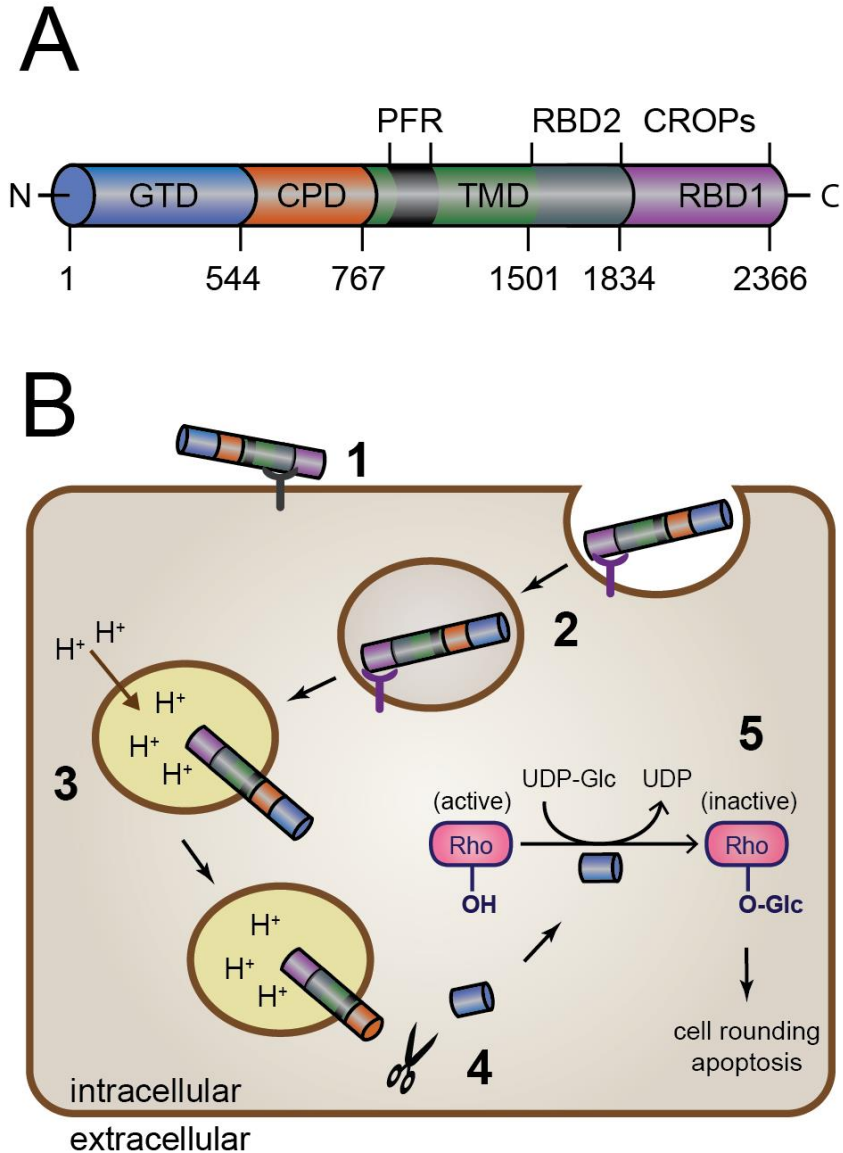 A
PFR RBD2 CROPs
N GTD CPD TMD RBD1 C
1 544 767 1501 1834 2366
B
1
2
H+ H+
H+
H+
H+
3
5
UDP-Glc UDP
(active) (inactive)
Rho Rho
OH O-Glc
H+
H+
H+
4
cell rounding
apoptosis
intracellular
extracellular